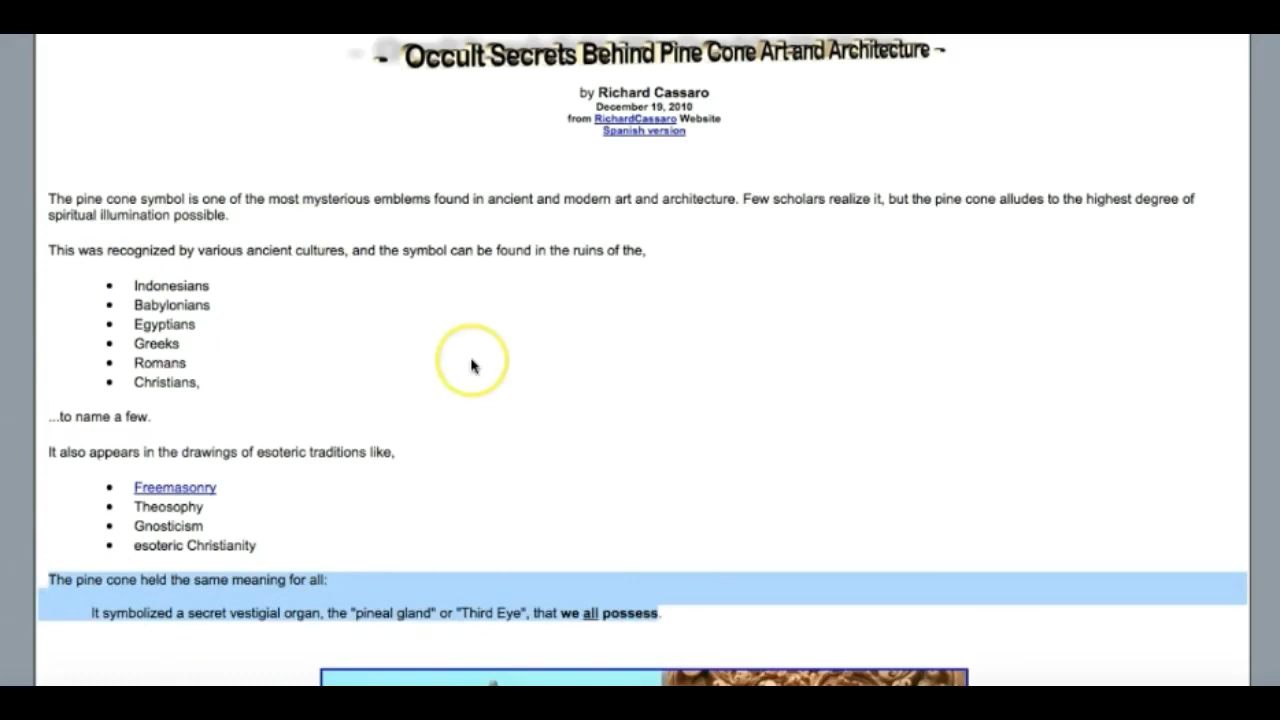 ~ Occult Secrets Behind Pine Cone Art and Architecture ~
by Richard Cassaro
December 19, 2010
from RichardCassaro Website
Spanish version
The pine cone symbol is one of the most mysterious emblems found in ancient and modern art and architecture. Few scholars realize it, but the pine cone alludes to the highest degree of
spiritual illumination possible.
This was recognized by various ancient cultures, and the symbol can be found in the ruins of the,
• Indonesians
• Babylonians
• Egyptians
• Greeks
• Romans
• Christians,
...to name a few.
It also appears in the drawings of esoteric traditions like,
• Freemasonry
• Theosophy
• Gnosticism
• esoteric Christianity
The pine cone held the same meaning for all:
It symbolized a secret vestigial organ, the "pineal gland" or "Third Eye", that we all possess.